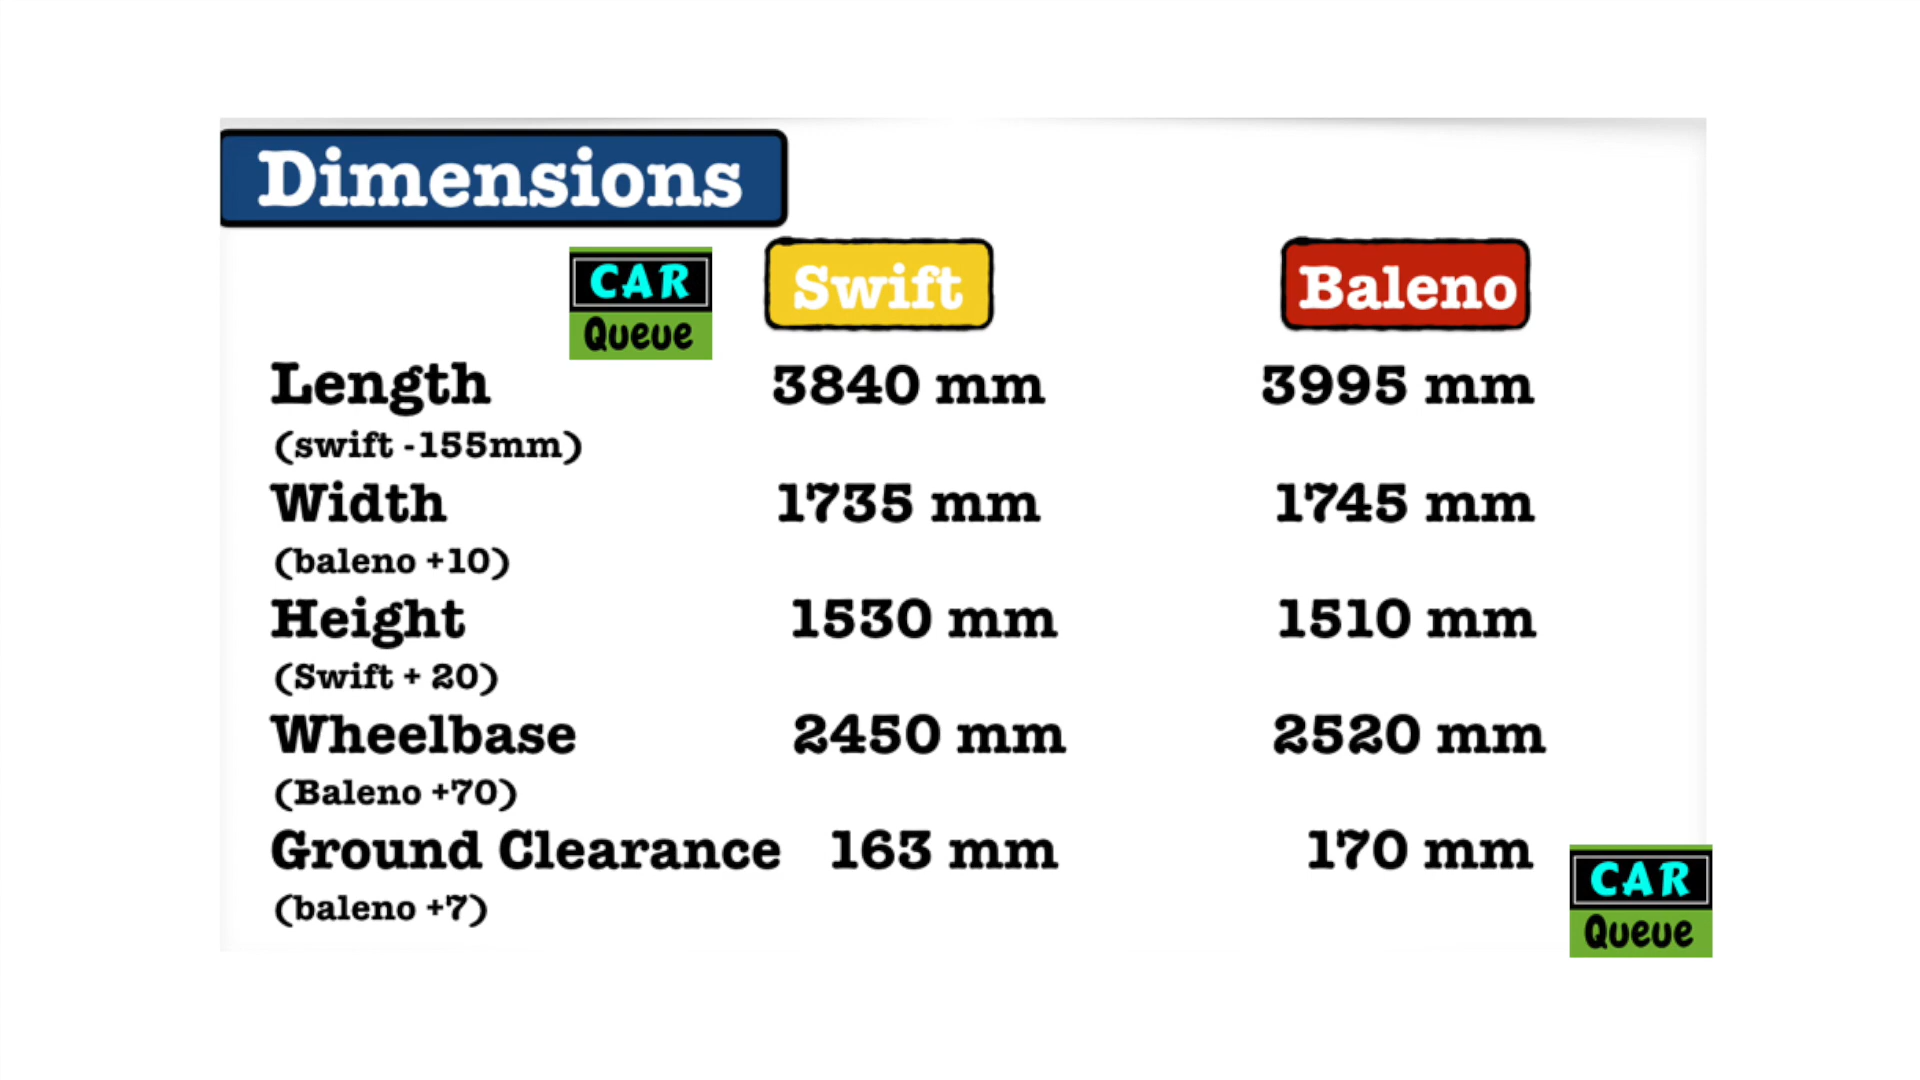 Dimensions
CAR
Queue
Swift Baleno
Length 3840 mm 3995 mm
(swift -155mm)
Width 1735 mm 1745 mm
(baleno +10)
Height 1530 mm 1510 mm
(Swift + 20)
Wheelbase 2450 mm 2520 mm
(Baleno +70)
Ground Clearance 163 mm 170 mm
(baleno +7)
CAR
Queue